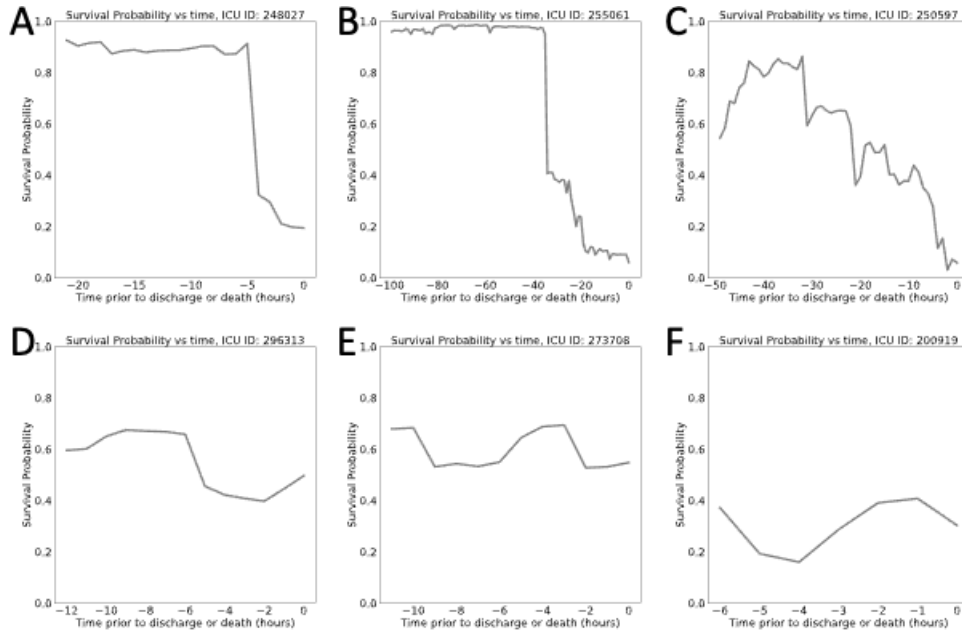 A
Survival Probability vs time, ICU ID: 248027
1.0
0.8
0.6
0.4
0.2
0.0
Survival Probability
−20 −15 −10 −5 0
Time prior to discharge or death (hours)
B
Survival Probability vs time, ICU ID: 255061
1.0
0.8
0.6
0.4
0.2
0.0
Survival Probability
−100 −80 −60 −40 −20 0
Time prior to discharge or death (hours)
C
Survival Probability vs time, ICU ID: 250597
1.0
0.8
0.6
0.4
0.2
0.0
Survival Probability
−50 −40 −30 −20 −10 0
Time prior to discharge or death (hours)
D
Survival Probability vs time, ICU ID: 296313
1.0
0.8
0.6
0.4
0.2
0.0
Survival Probability
−12 −10 −8 −6 −4 −2 0
Time prior to discharge or death (hours)
E
Survival Probability vs time, ICU ID: 273708
1.0
0.8
0.6
0.4
0.2
0.0
Survival Probability
−10 −8 −6 −4 −2 0
Time prior to discharge or death (hours)
F
Survival Probability vs time, ICU ID: 200919
1.0
0.8
0.6
0.4
0.2
0.0
Survival Probability
−6 −5 −4 −3 −2 −1 0
Time prior to discharge or death (hours)